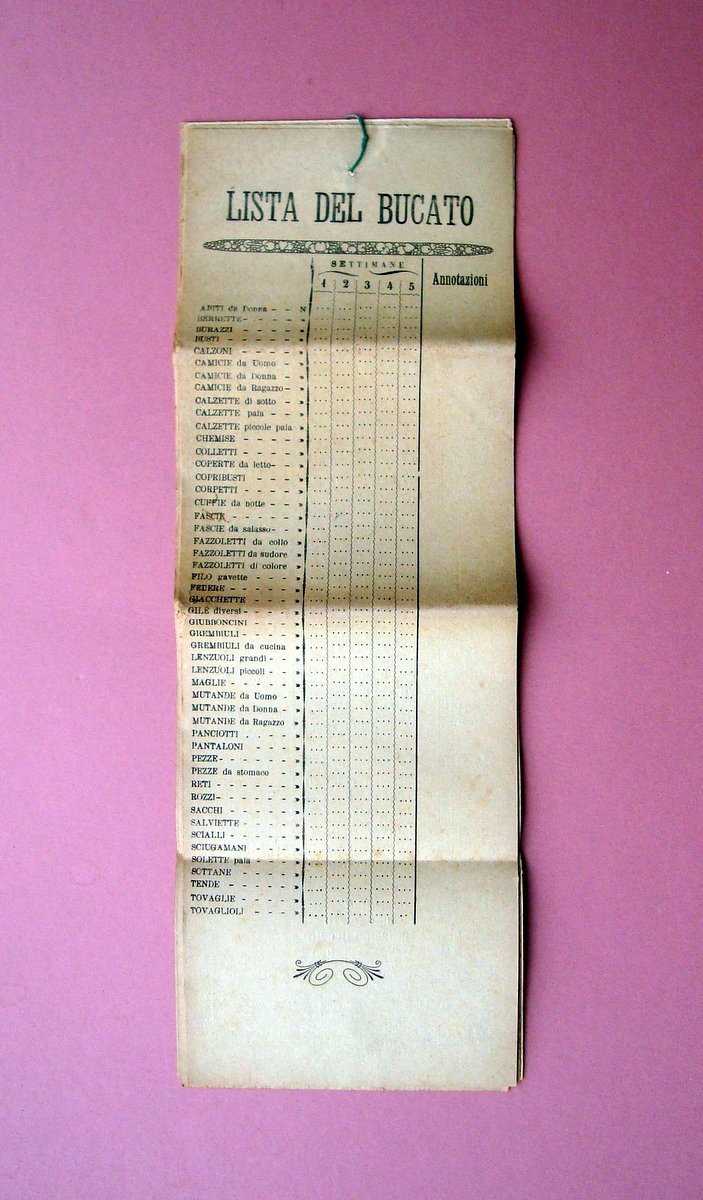 LISTA DEL BUCATO
SETTIMANE
Annotazioni
1 2 3 4 5
ABITI da Donna - - N
BERRETTE - - - - »
BURAZZI - - - - »
BUSTI - - - - - »
CALZONI - - - - »
CAMICIE da Uomo - »
CAMICIE da Donna - »
CAMICIE da Ragazzo - »
CALZETTE di sotto - »
CALZETTE paia - - »
CALZETTE piccole paia »
CHEMISE - - - - »
COLLETTI - - - - »
COPERTE da letto - - »
COPRIBUSTI - - - »
CORPETTI - - - - »
CUFFIE da notte - - »
FASCIE - - - - - »
FASCIE da salasso - - »
FAZZOLETTI da collo »
FAZZOLETTI da sudore »
FAZZOLETTI di colore »
FILO gavette - - - »
FEDERE - - - - - »
GIACCHETTE - - - »
GILÈ diversi - - - - »
GIUBBONCINI - - - »
GREMBIULI - - - - »
GREMBIULI da cucina »
LENZUOLI grandi - - »
LENZUOLI piccoli - - »
MAGLIE - - - - - »
MUTANDE da Uomo - »
MUTANDE da Donna - »
MUTANDE da Ragazzo »
PANCIOTTI - - - - »
PANTALONI - - - - »
PEZZE - - - - - - »
PEZZE da stomaco - »
RETI - - - - - - »
ROZZI - - - - - - »
SACCHI - - - - - »
SALVIETTE - - - - »
SCIALLI - - - - - »
SCIUGAMANI - - - »
SOLETTE paia - - - »
SOTTANE - - - - »
TENDE - - - - - »
TOVAGLIE - - - - »
TOVAGLIOLI - - - »